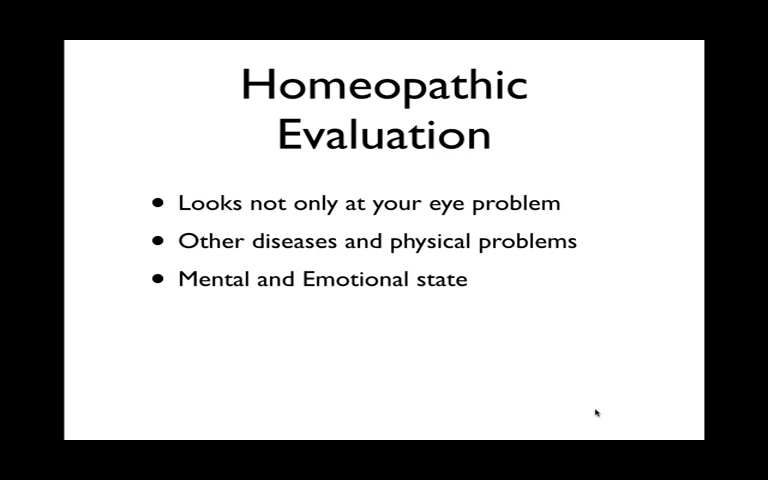 Homeopathic
Evaluation
• Looks not only at your eye problem
• Other diseases and physical problems
• Mental and Emotional state